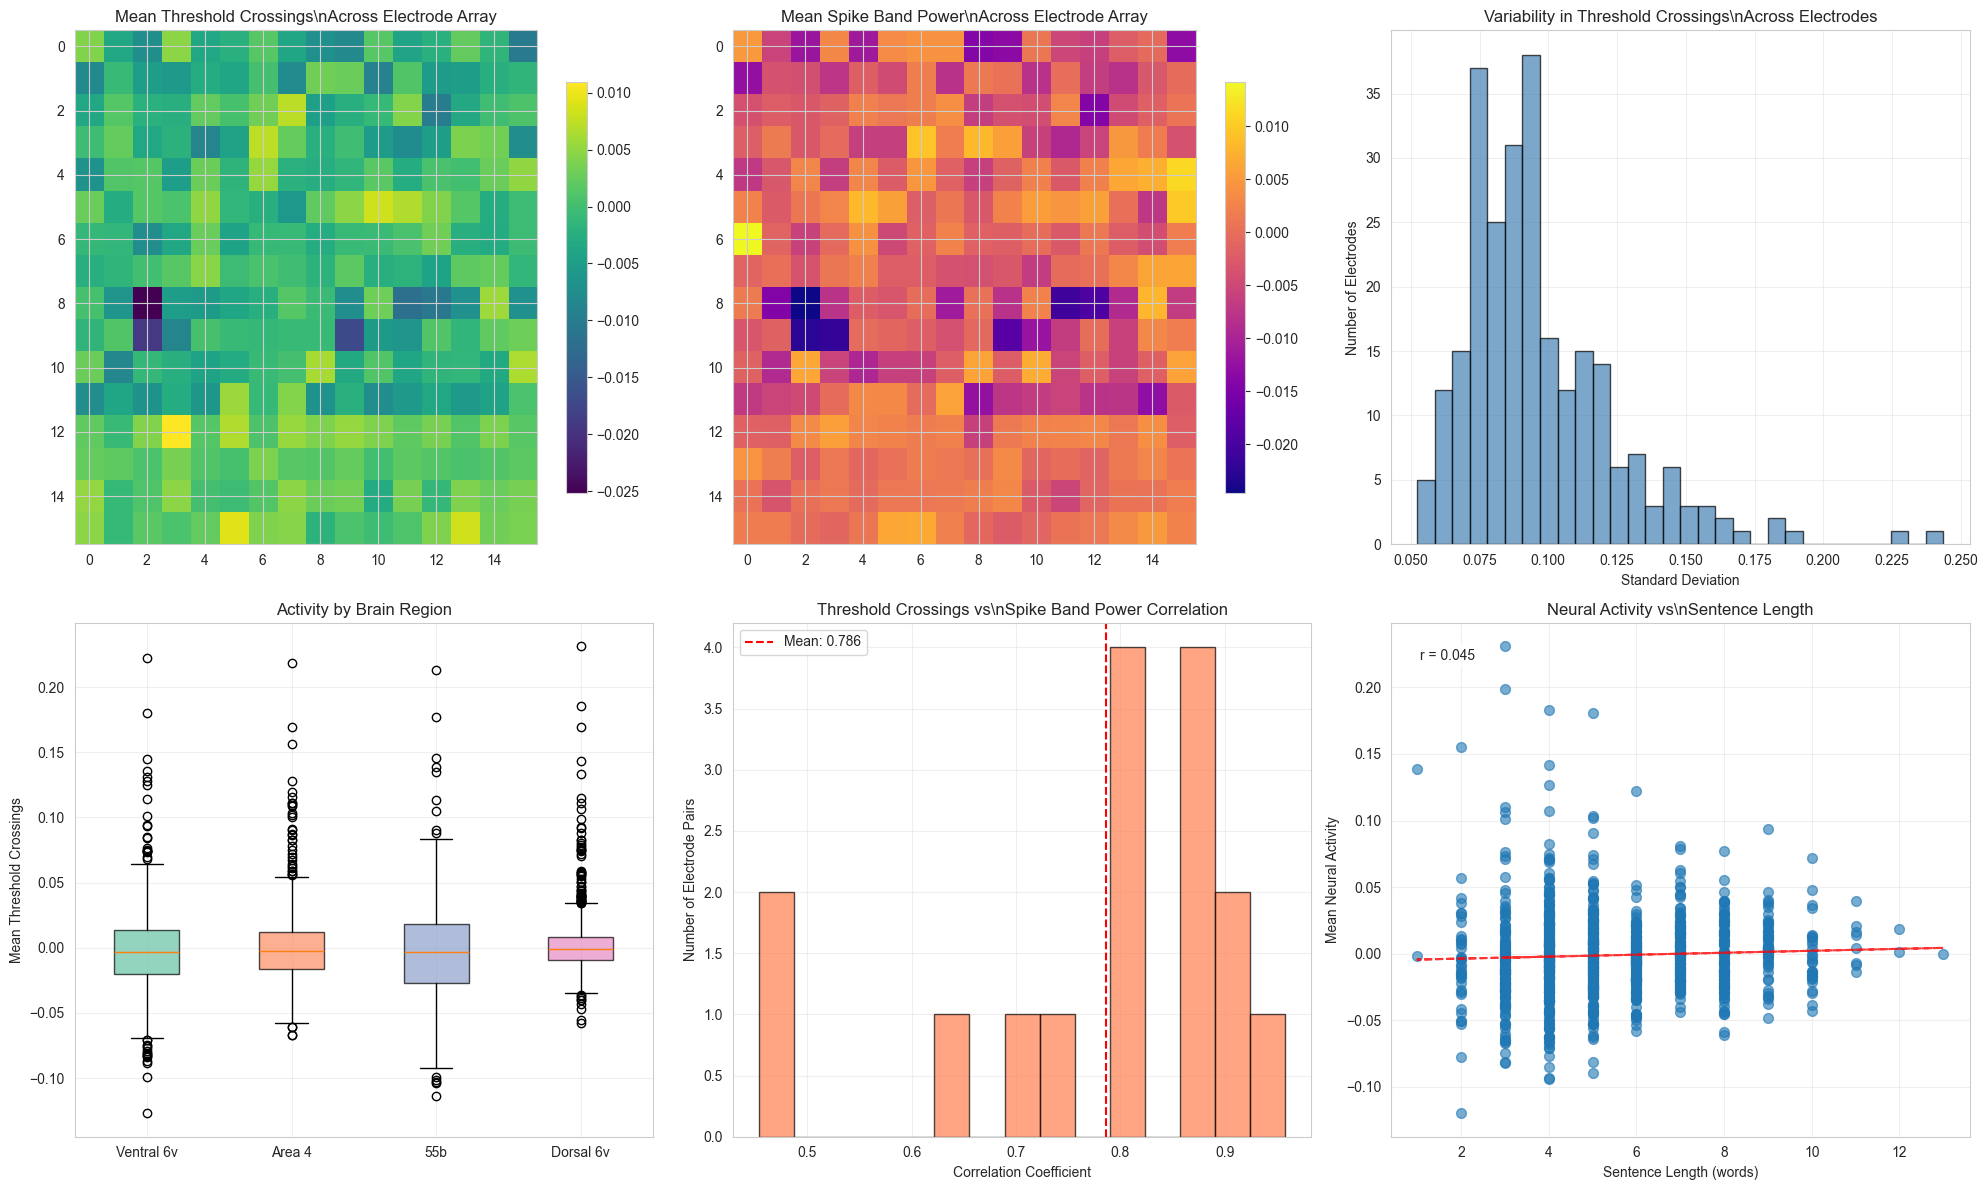 Mean Threshold Crossings\nAcross Electrode Array
0
2
4
6
8
10
12
14
0 2 4 6 8 10 12 14
0.010
0.005
0.000
−0.005
−0.010
−0.015
−0.020
−0.025
Mean Spike Band Power\nAcross Electrode Array
0
2
4
6
8
10
12
14
0 2 4 6 8 10 12 14
0.010
0.005
0.000
−0.005
−0.010
−0.015
−0.020
Variability in Threshold Crossings\nAcross Electrodes
Number of Electrodes
35
30
25
20
15
10
5
0
0.050 0.075 0.100 0.125 0.150 0.175 0.200 0.225 0.250
Standard Deviation
Activity by Brain Region
Mean Threshold Crossings
0.20
0.15
0.10
0.05
0.00
−0.05
−0.10
Ventral 6v Area 4 55b Dorsal 6v
Threshold Crossings vs\nSpike Band Power Correlation
Mean: 0.786
Number of Electrode Pairs
4.0
3.5
3.0
2.5
2.0
1.5
1.0
0.5
0.0
0.5 0.6 0.7 0.8 0.9
Correlation Coefficient
Neural Activity vs\nSentence Length
r = 0.045
Mean Neural Activity
0.20
0.15
0.10
0.05
0.00
−0.05
−0.10
2 4 6 8 10 12
Sentence Length (words)